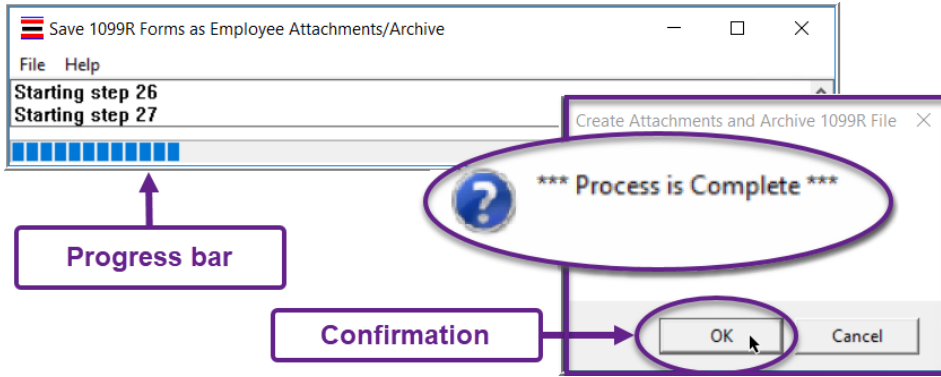 Save 1099R Forms as Employee Attachments/Archive
File Help
Starting step 26
Starting step 27
Create Attachments and Archive 1099R File
*** Process is Complete ***
Progress bar
Confirmation
OK Cancel